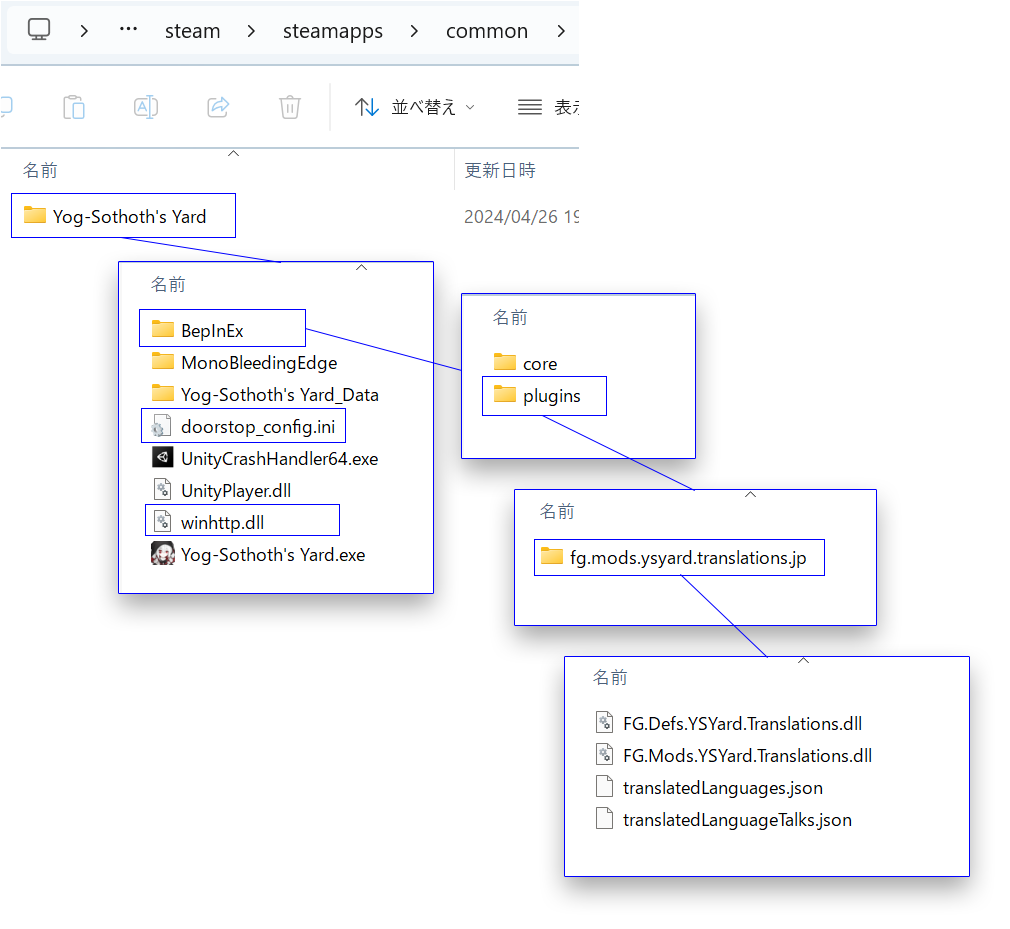 steam > steamapps > common >
並べ替え 表示
名前 更新日時
Yog-Sothoth's Yard 2024/04/26 19
名前
BepInEx
MonoBleedingEdge
Yog-Sothoth's Yard_Data
doorstop_config.ini
UnityCrashHandler64.exe
UnityPlayer.dll
winhttp.dll
Yog-Sothoth's Yard.exe
名前
core
plugins
名前
fg.mods.ysyard.translations.jp
名前
FG.Defs.YSYard.Translations.dll
FG.Mods.YSYard.Translations.dll
translatedLanguages.json
translatedLanguageTalks.json